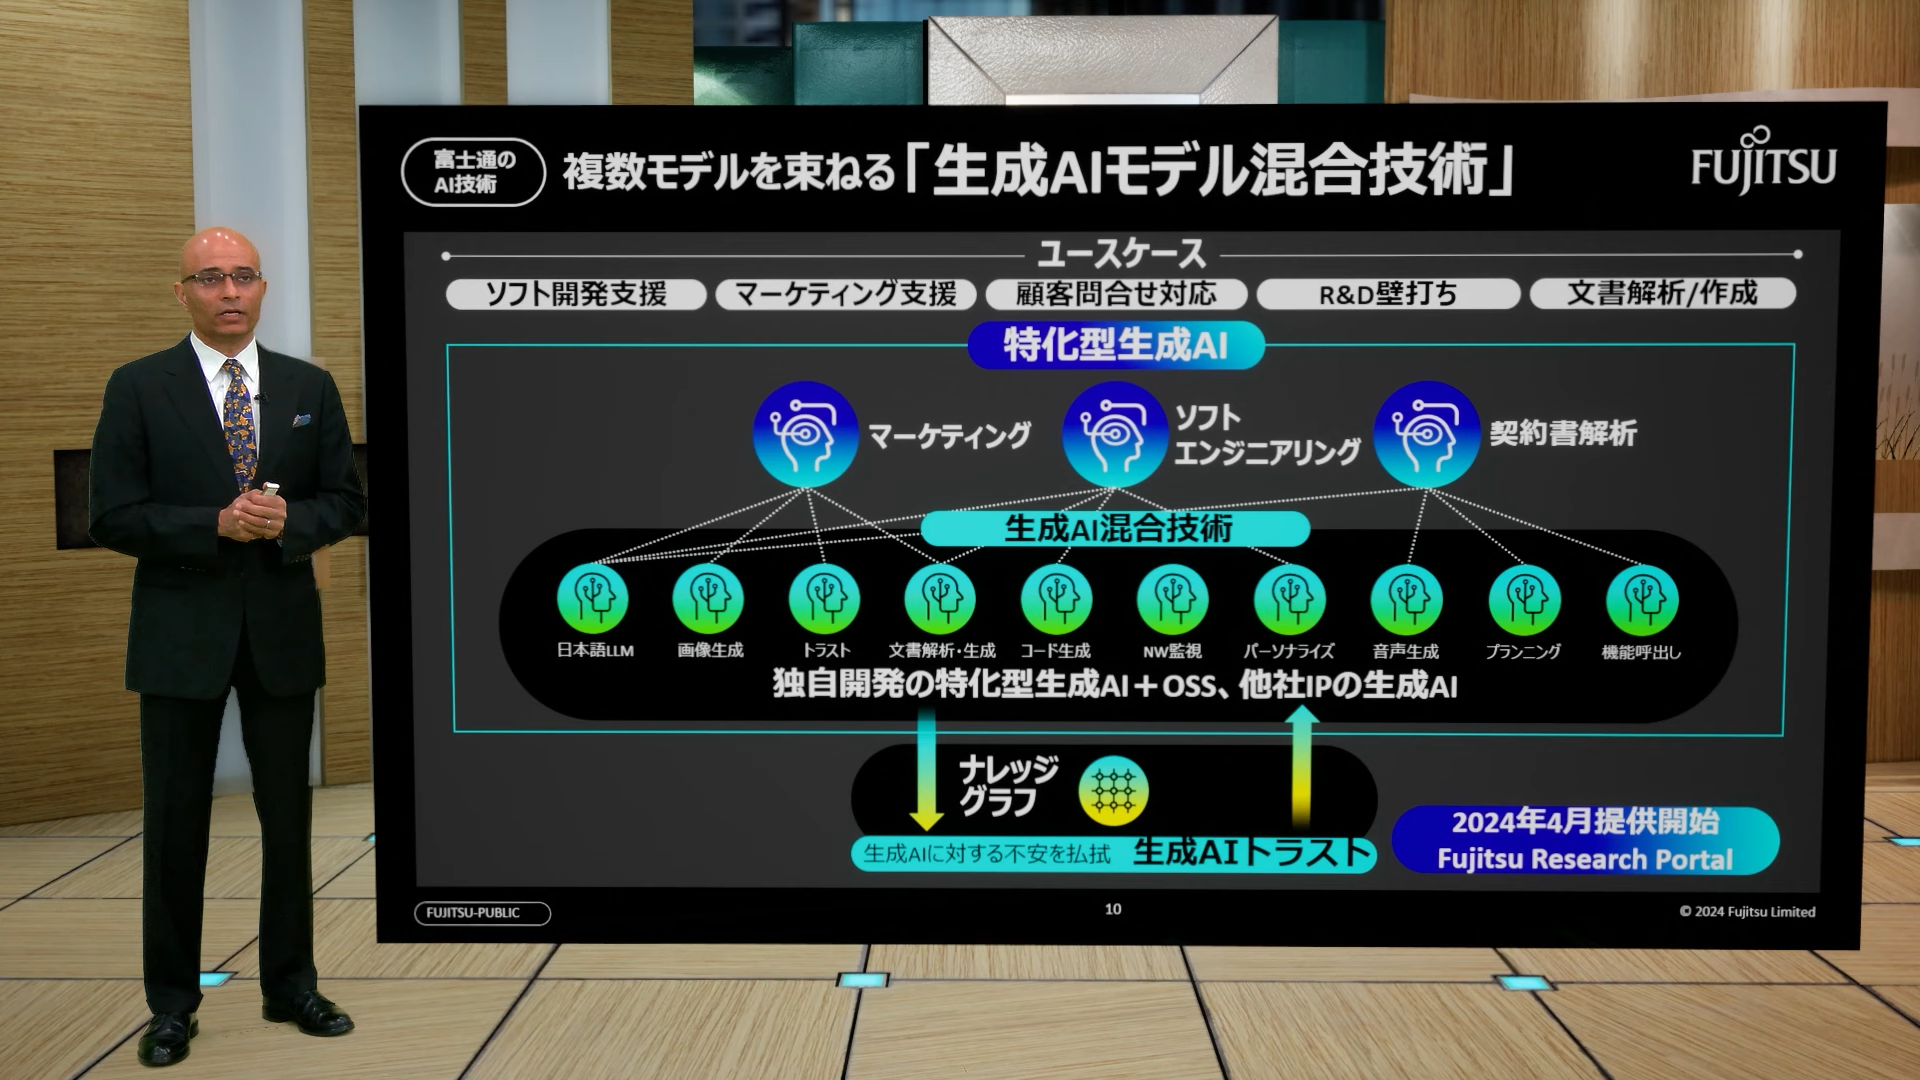 富士通の
AI技術
複数モデルを束ねる「生成AIモデル混合技術」
FUJITSU
ユースケース
ソフト開発支援
マーケティング支援
顧客問合せ対応
R&D壁打ち
文書解析/作成
特化型生成AI
マーケティング
ソフト
エンジニアリング
契約書解析
生成AI混合技術
日本語LLM
画像生成
トラスト
文書解析・生成
コード生成
NW監視
パーソナライズ
音声生成
プランニング
機能呼出し
独自開発の特化型生成AI＋OSS、他社IPの生成AI
ナレッジ
グラフ
生成AIに対する不安を払拭 生成AIトラスト
2024年4月提供開始
Fujitsu Research Portal
FUJITSU-PUBLIC
10
© 2024 Fujitsu Limited